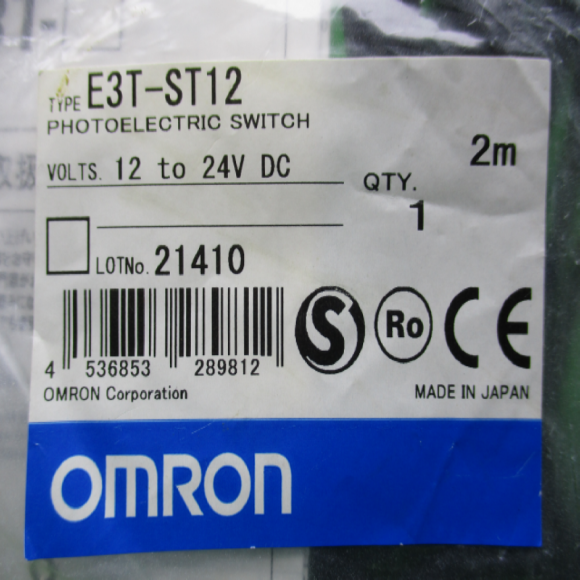 TYPE E3T-ST12
PHOTOELECTRIC SWITCH
2m
VOLTS. 12 to 24V DC
QTY.
1
LOTNo. 21410
S
Ro
CE
4 536853 289812
OMRON Corporation
MADE IN JAPAN
OMRON